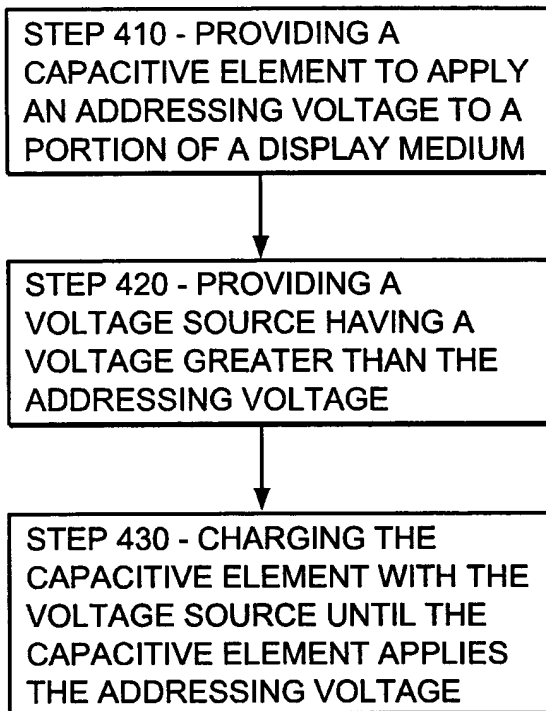 STEP 410 - PROVIDING A
CAPACITIVE ELEMENT TO APPLY
AN ADDRESSING VOLTAGE TO A
PORTION OF A DISPLAY MEDIUM
STEP 420 - PROVIDING A
VOLTAGE SOURCE HAVING A
VOLTAGE GREATER THAN THE
ADDRESSING VOLTAGE
STEP 430 - CHARGING THE
CAPACITIVE ELEMENT WITH THE
VOLTAGE SOURCE UNTIL THE
CAPACITIVE ELEMENT APPLIES
THE ADDRESSING VOLTAGE